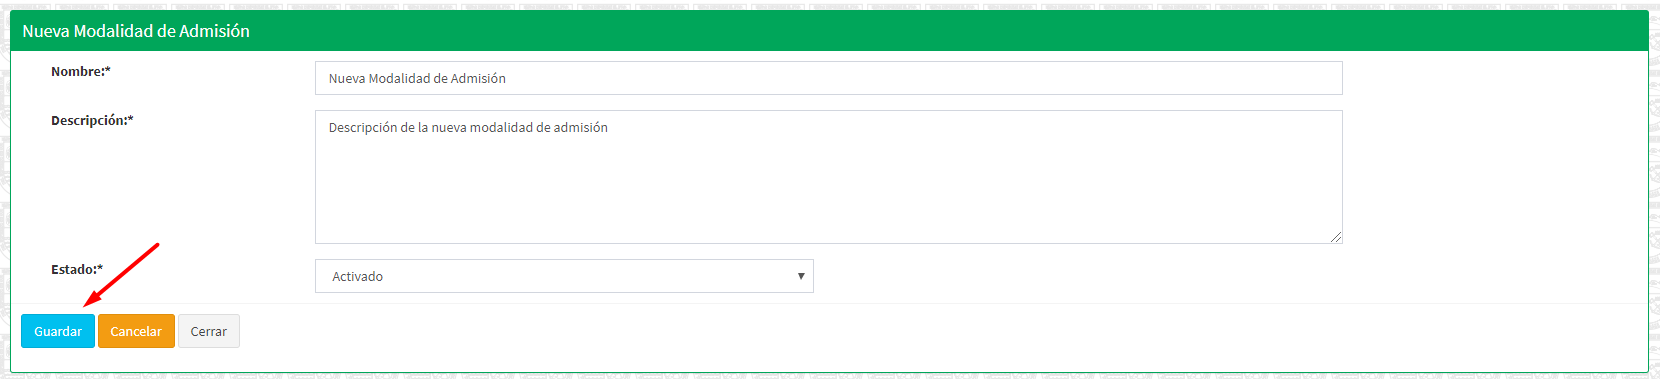 Nueva Modalidad de Admisión
Nombre:*
Nueva Modalidad de Admisión
Descripción:*
Descripción de la nueva modalidad de admisión
Estado:*
Activado
Guardar Cancelar Cerrar